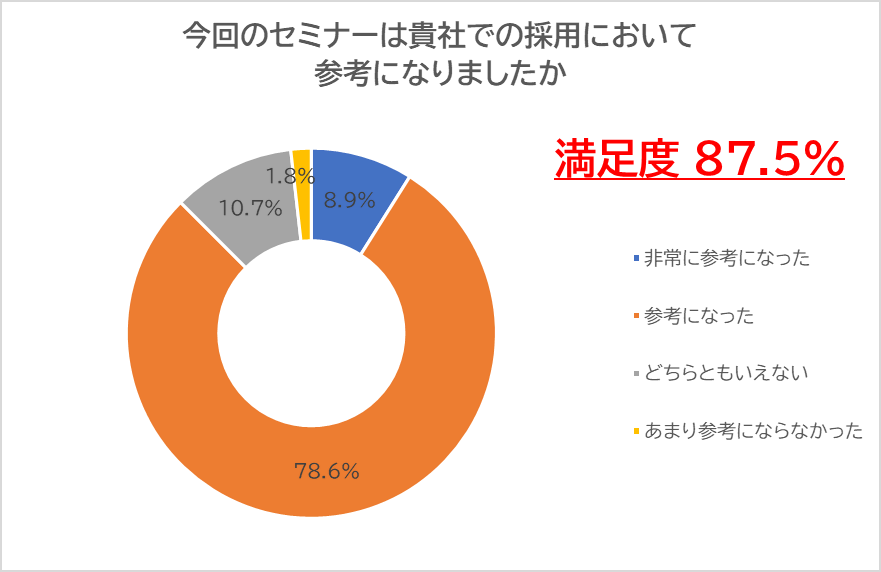 今回のセミナーは貴社での採用において
参考になりましたか
満足度 87.5%
1.8%
8.9%
10.7%
78.6%
非常に参考になった
参考になった
どちらともいえない
あまり参考にならなかった